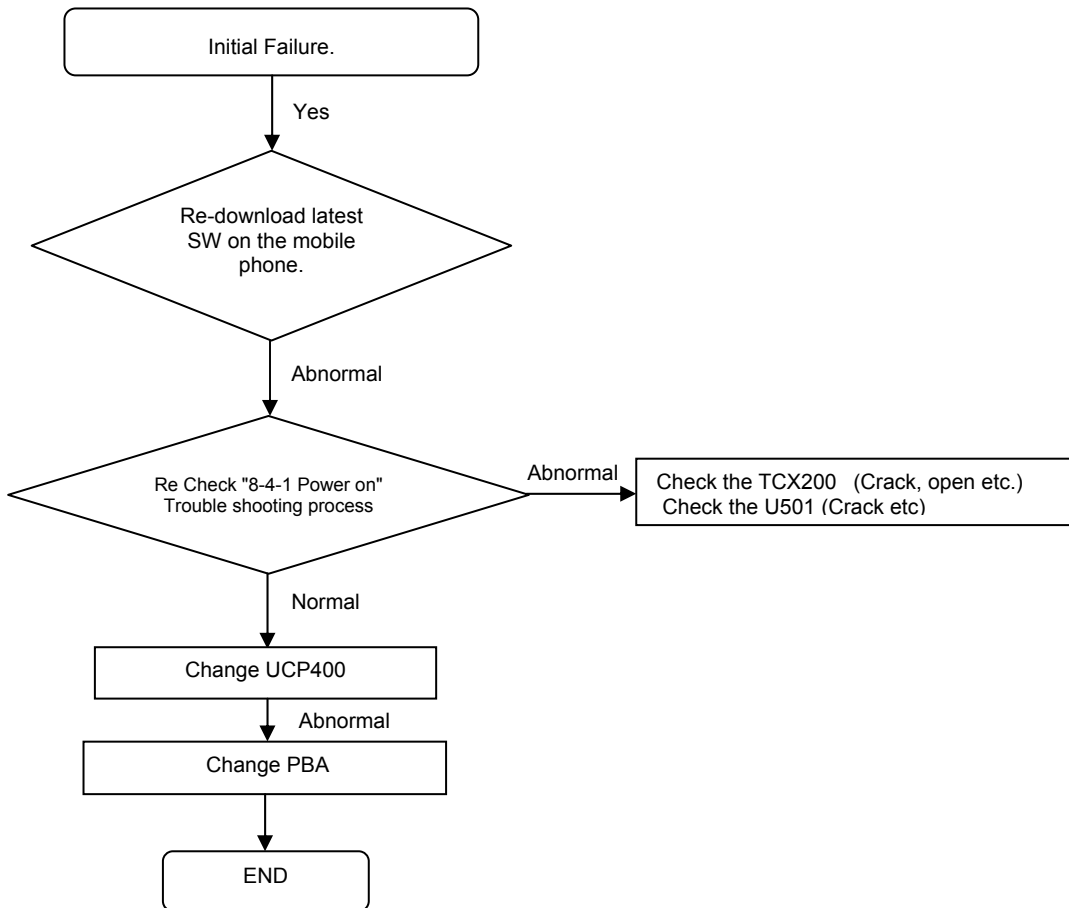 Initial Failure.
Yes
Re-download latest
SW on the mobile
phone.
Abnormal
Re Check "8-4-1 Power on"
Trouble shooting process
Abnormal
Check the TCX200 (Crack, open etc.)
Check the U501 (Crack etc)
Normal
Change UCP400
Abnormal
Change PBA
END